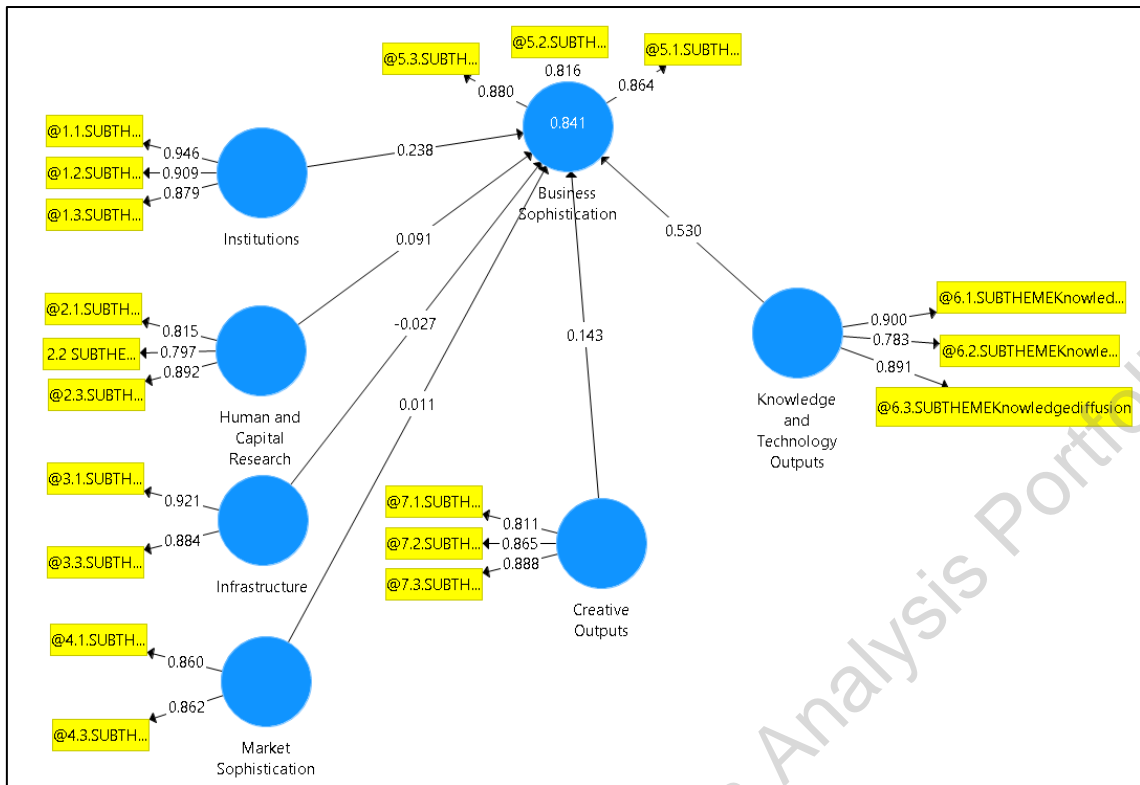 @5.3.SUBTH...
@5.2.SUBTH...
@5.1.SUBTH...
0.880
0.816
0.864
0.841
Business
Sophistication
@1.1.SUBTH...
@1.2.SUBTH...
@1.3.SUBTH...
0.946
0.909
0.879
Institutions
0.238
@2.1.SUBTH...
2.2 SUBTHE...
@2.3.SUBTH...
0.815
0.797
0.892
Human and
Capital
Research
0.091
@3.1.SUBTH...
@3.3.SUBTH...
0.921
0.884
Infrastructure
-0.027
@4.1.SUBTH...
@4.3.SUBTH...
0.860
0.862
Market
Sophistication
0.011
@7.1.SUBTH...
@7.2.SUBTH...
@7.3.SUBTH...
0.811
0.865
0.888
Creative
Outputs
0.143
0.530
Knowledge
and
Technology
Outputs
0.900
0.783
0.891
@6.1.SUBTHEMEKnowled...
@6.2.SUBTHEMEKnowle...
@6.3.SUBTHEMEKnowledgediffusion
Analysis